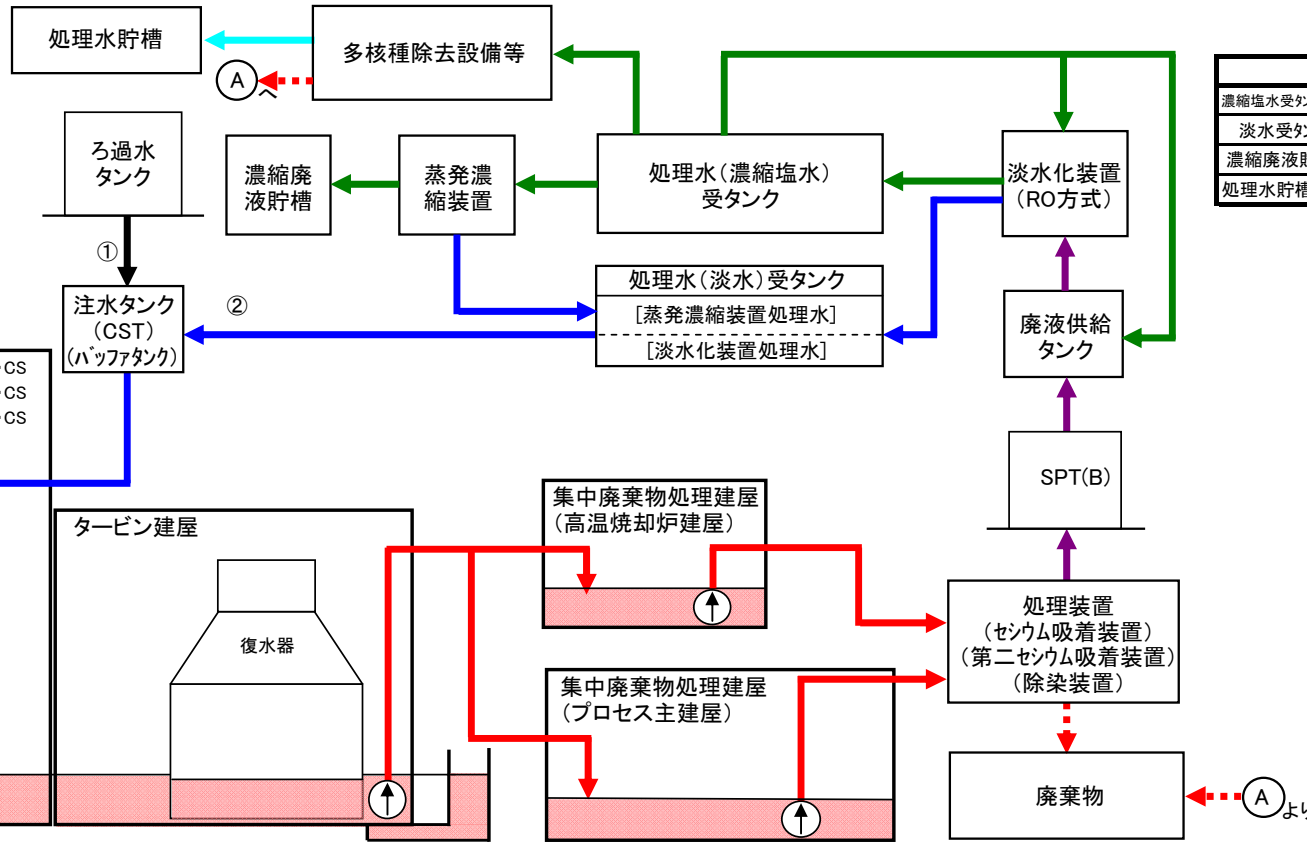 処理水貯槽
多核種除去設備等
A
へ
ろ過水
タンク
濃縮廃
液貯槽
蒸発濃
縮装置
処理水(濃縮塩水)
受タンク
淡水化装置
(RO方式)
濃縮塩水受タン
淡水受タン
濃縮廃液貯
処理水貯槽
①
②
注水タンク
(CST)
(バッファタンク)
処理水(淡水)受タンク
[蒸発濃縮装置処理水]
[淡水化装置処理水]
廃液供給
タンク
CS
CS
CS
SPT(B)
タービン建屋
復水器
集中廃棄物処理建屋
(高温焼却炉建屋)
集中廃棄物処理建屋
(プロセス主建屋)
処理装置
(セシウム吸着装置)
(第二セシウム吸着装置)
(除染装置)
廃棄物
A
より